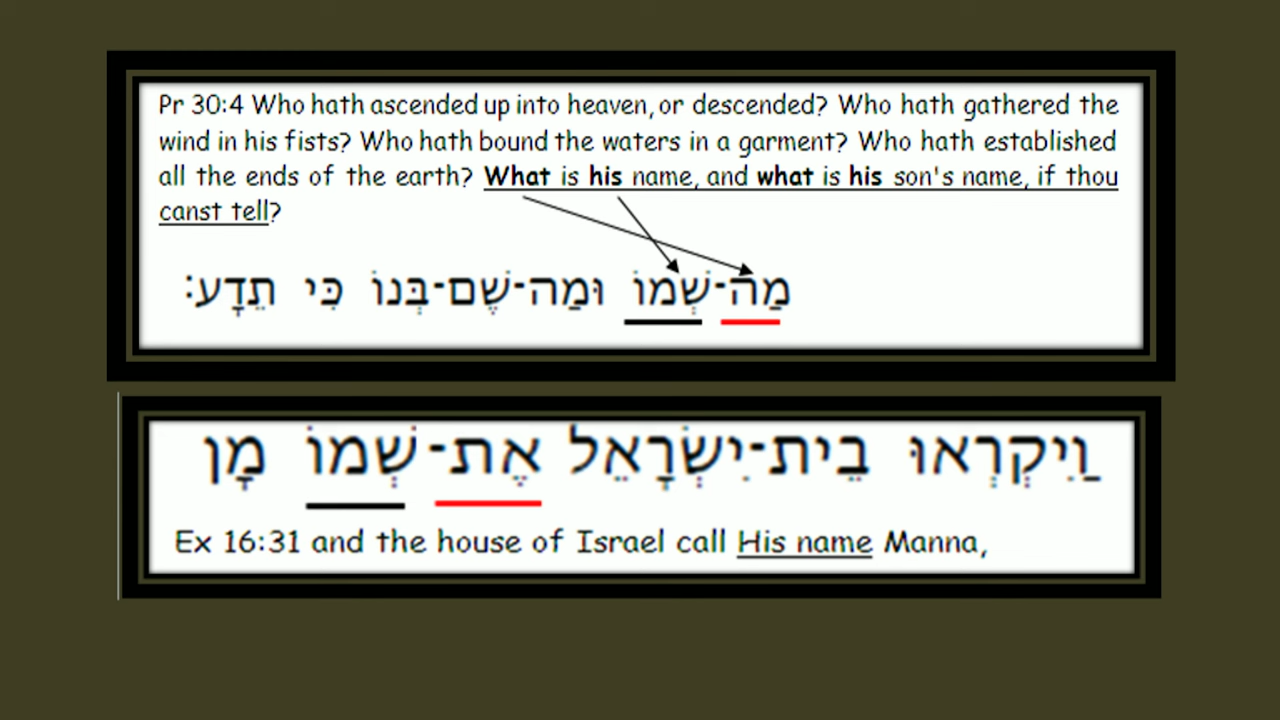 Pr 30:4 Who hath ascended up into heaven, or descended? Who hath gathered the
wind in his fists? Who hath bound the waters in a garment? Who hath established
all the ends of the earth? What is his name, and what is his son's name, if thou
canst tell?
מַה־שְּׁמוֹ וּמַה־שֶּׁם־בְּנוֹ כִּי תֵדָע׃
וַיִּקְרְאוּ בֵית־יִשְׂרָאֵל אֶת־שְׁמוֹ מָן
Ex 16:31 and the house of Israel call His name Manna,